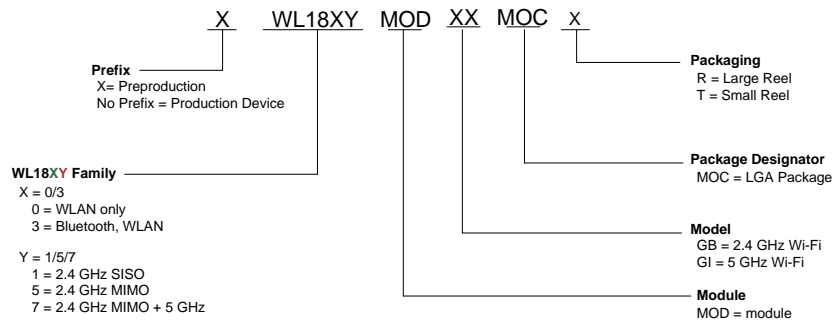 X WL18XY MOD XX MOC X
Prefix
X= Preproduction
No Prefix = Production Device
WL18XY Family
X = 0/3
0 = WLAN only
3 = Bluetooth, WLAN
Y = 1/5/7
1 = 2.4 GHz SISO
5 = 2.4 GHz MIMO
7 = 2.4 GHz MIMO + 5 GHz
Packaging
R = Large Reel
T = Small Reel
Package Designator
MOC = LGA Package
Model
GB = 2.4 GHz Wi-Fi
GI = 5 GHz Wi-Fi
Module
MOD = module